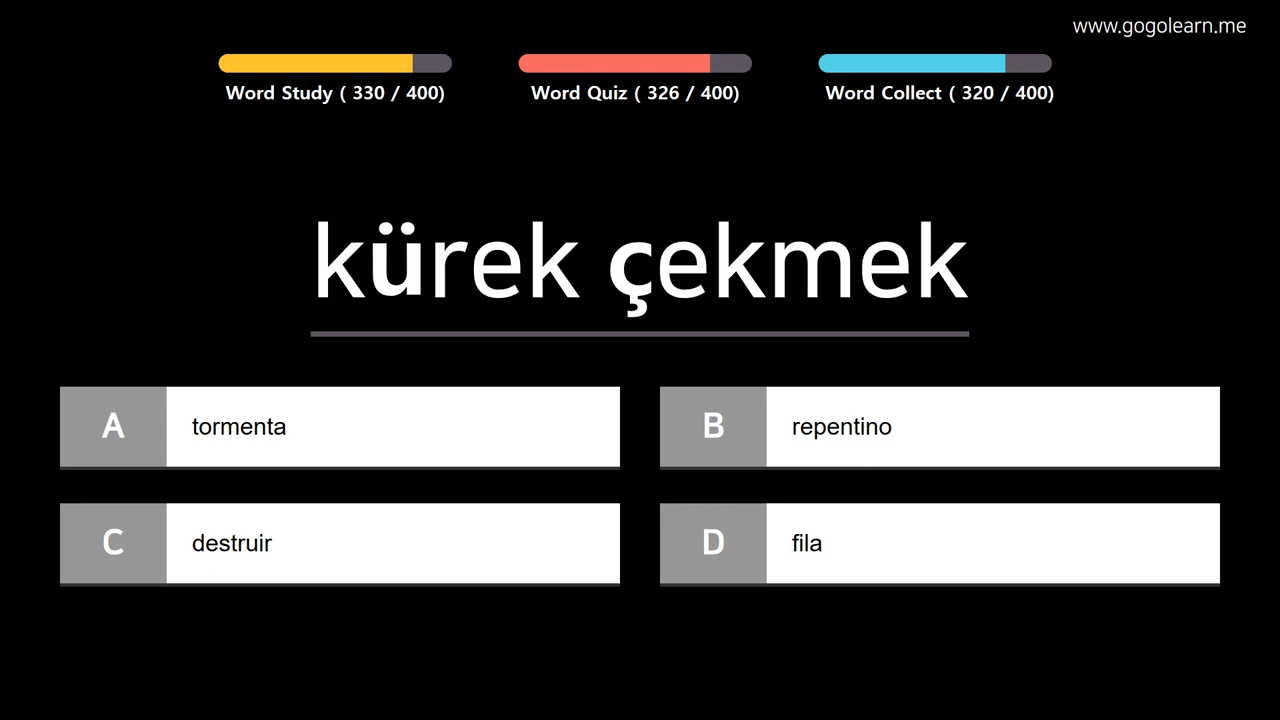 www.gogolearn.me
Word Study ( 330 / 400)
Word Quiz ( 326 / 400)
Word Collect ( 320 / 400)
kürek çekmek
A tormenta
B repentino
C destruir
D fila